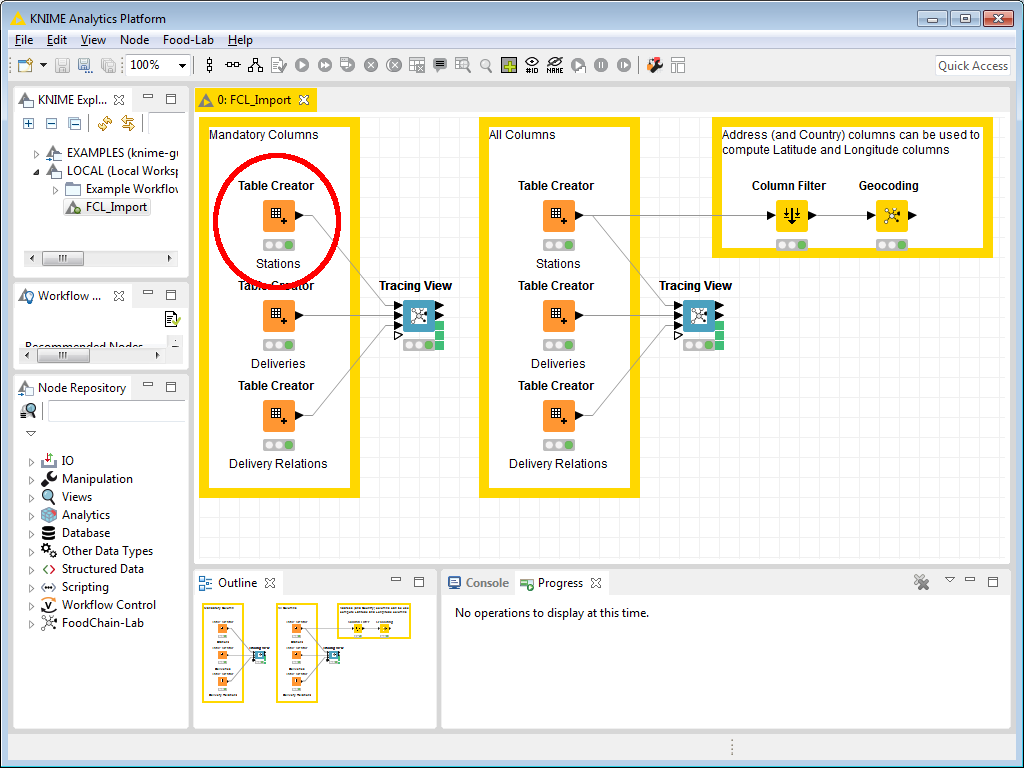 KNIME Analytics Platform
File Edit View Node Food-Lab Help
100%
#ID
NAME
Quick Access
KNIME Expl...
EXAMPLES (knime-gu
LOCAL (Local Worksp
Example Workflow
FCL_Import
Workflow ...
Recommended Nodes
Node Repository
IO
Manipulation
Views
Analytics
Database
Other Data Types
Structured Data
Scripting
Workflow Control
FoodChain-Lab
0: FCL_Import
Mandatory Columns
Table Creator
Stations
Table Creator
Deliveries
Table Creator
Delivery Relations
Tracing View
All Columns
Table Creator
Stations
Table Creator
Deliveries
Table Creator
Delivery Relations
Tracing View
Address (and Country) columns can be used to
compute Latitude and Longitude columns
Column Filter
Geocoding
Outline
Console
Progress
No operations to display at this time.